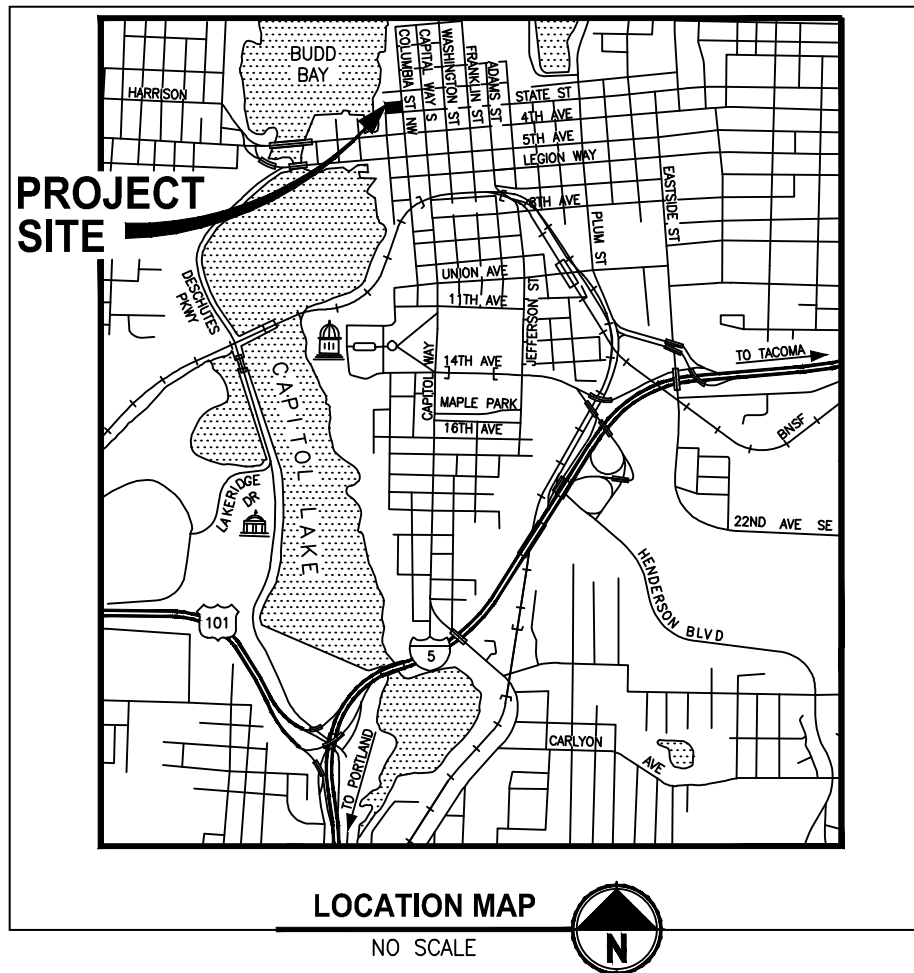 BUDD
BAY
HARRISON
COLUMBIA ST NW
CAPITAL WAY S
WASHINGTON ST
FRANKLIN ST
ADAMS ST
STATE ST
4TH AVE
5TH AVE
LEGION WAY
8TH AVE
EASTSIDE ST
PLUM ST
PROJECT
SITE
DESCHUTES
PKWY
UNION AVE
11TH AVE
JEFFERSON ST
14TH AVE
CAPITOL WAY
MAPLE PARK
16TH AVE
TO TACOMA
BNSF
CAPITOL LAKE
LAKERIDGE
DR
22ND AVE SE
HENDERSON BLVD
101
5
CARLYON
AVE
TO PORTLAND
LOCATION MAP
NO SCALE
N